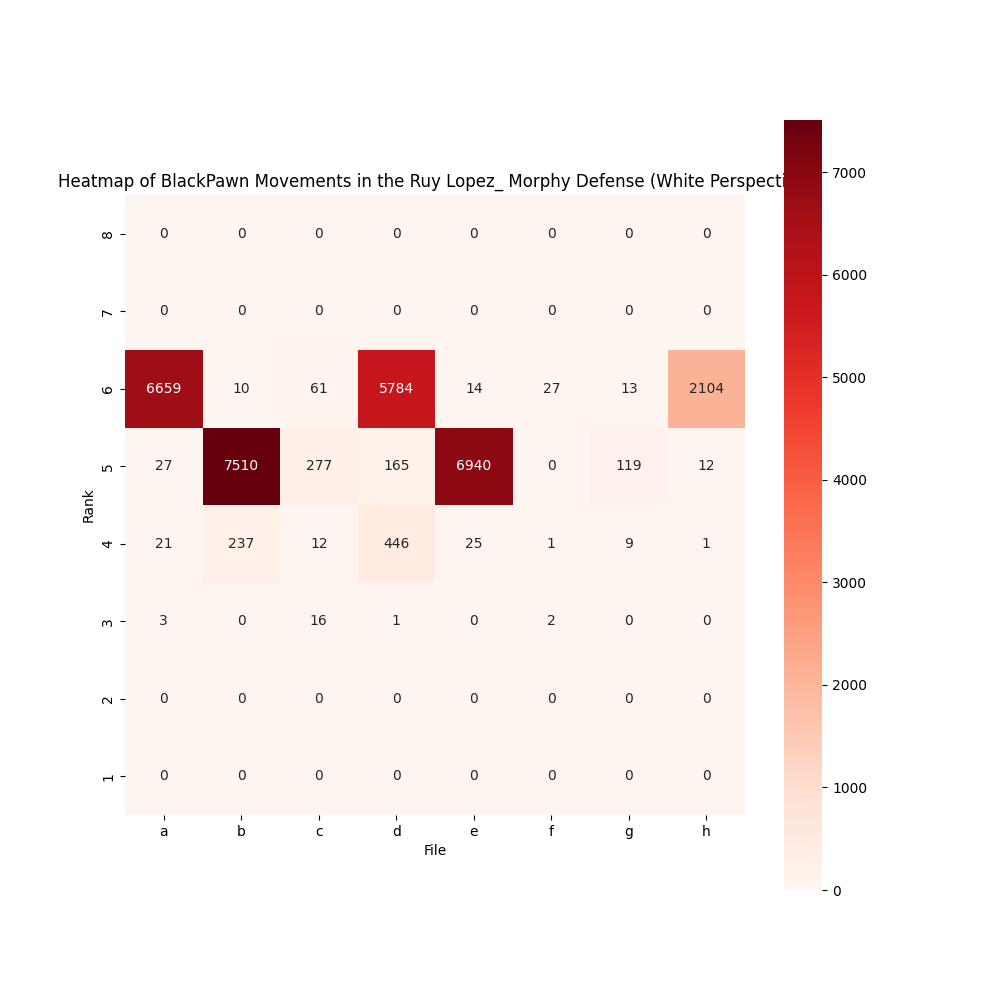 Heatmap of BlackPawn Movements in the Ruy Lopez_ Morphy Defense (White Perspecti
8 0 0 0 0 0 0 0 0
7 0 0 0 0 0 0 0 0
6 6659 10 61 5784 14 27 13 2104
5 27 7510 277 165 6940 0 119 12
4 21 237 12 446 25 1 9 1
3 3 0 16 1 0 2 0 0
2 0 0 0 0 0 0 0 0
1 0 0 0 0 0 0 0 0
a b c d e f g h
Rank
File
7000
6000
5000
4000
3000
2000
1000
0